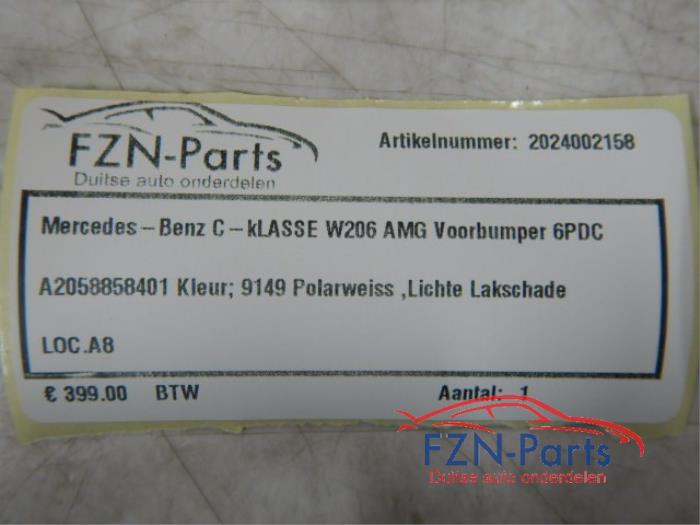 FZN-Parts
Duitse auto onderdelen
Artikelnummer: 2024002158
Mercedes-Benz C-kLASSE W206 AMG Voorbumper 6PDC
A2058858401 Kleur; 9149 Polarweiss ,Lichte Lakschade
LOC.A8
€ 399.00 BTW Aantal: 1
FZN-Parts
Duitse auto onderdelen